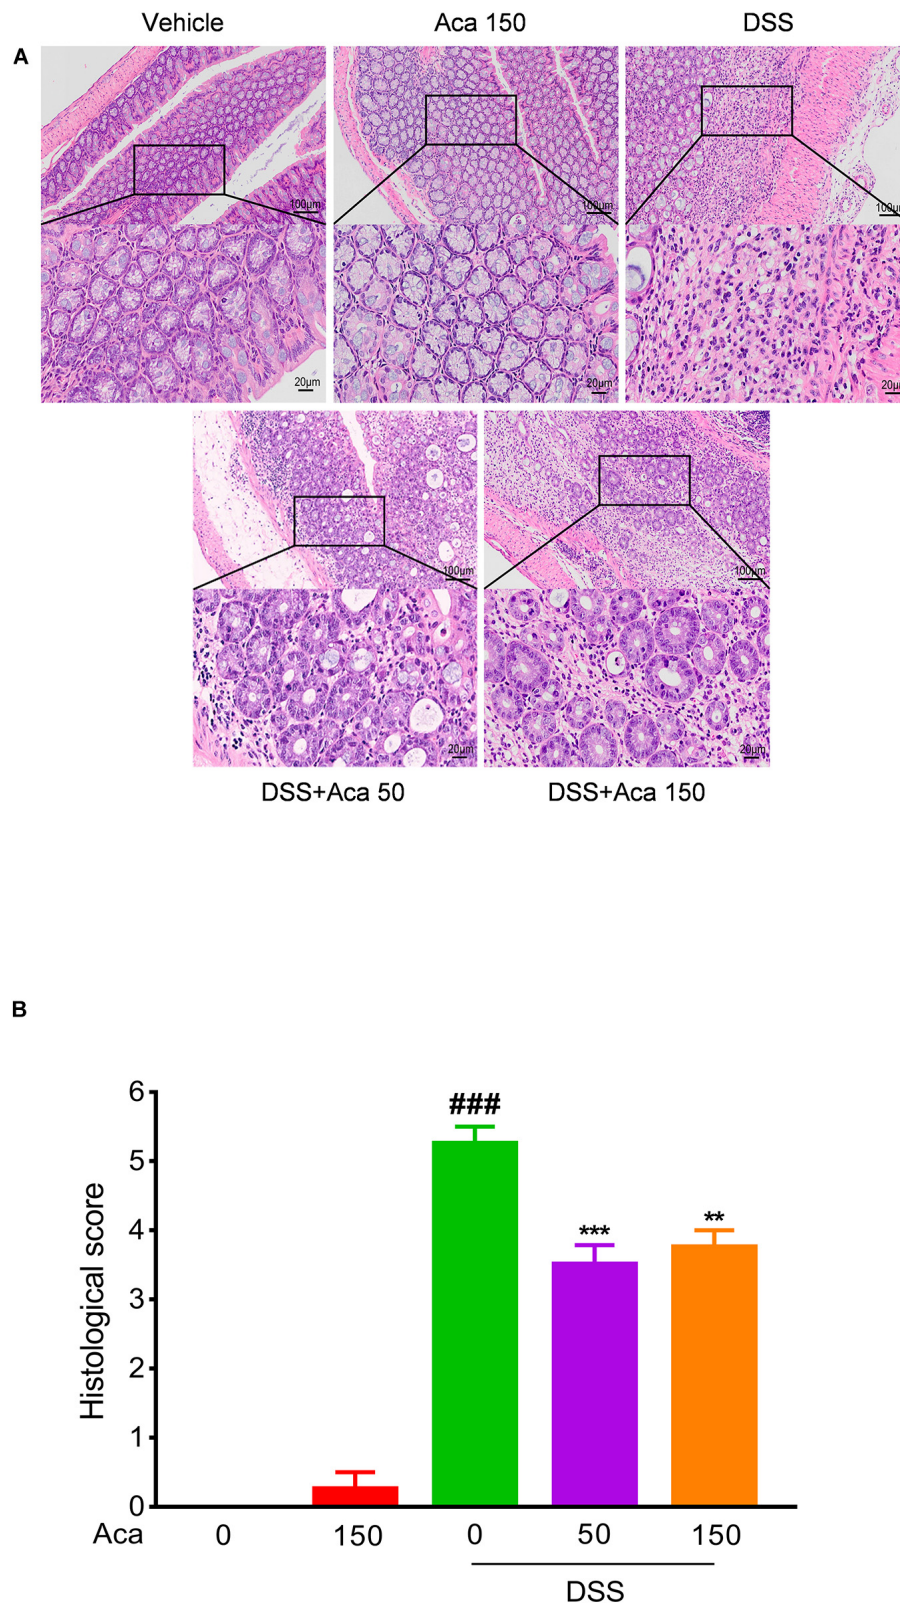 Vehicle Aca 150 DSS
A
100μm 100μm 100μm
20μm 20μm 20μm
100μm 100μm
20μm 20μm
DSS+Aca 50 DSS+Aca 150
B
Histological score
6
5
4
3
2
1
0
###
***
**
Aca 0 150 0 50 150
DSS